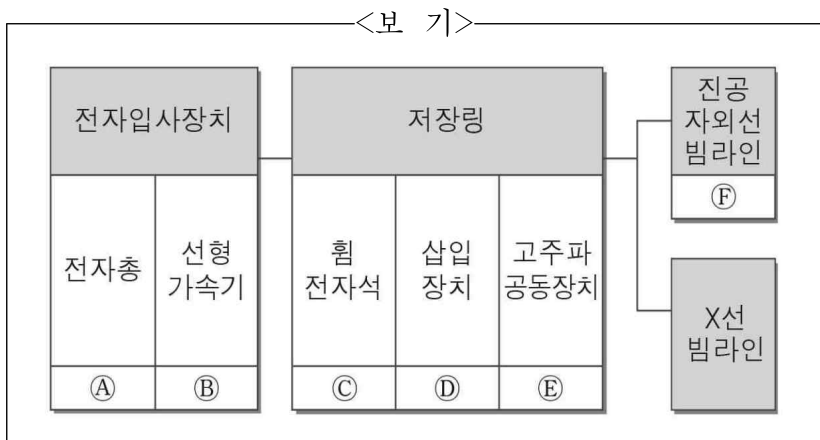 <보 기>
전자입사장치
전자총
선형
가속기
Ⓐ
Ⓑ
저장링
휨
전자석
삽입
장치
고주파
공동장치
Ⓒ
Ⓓ
Ⓔ
진공
자외선
빔라인
Ⓕ
X선
빔라인